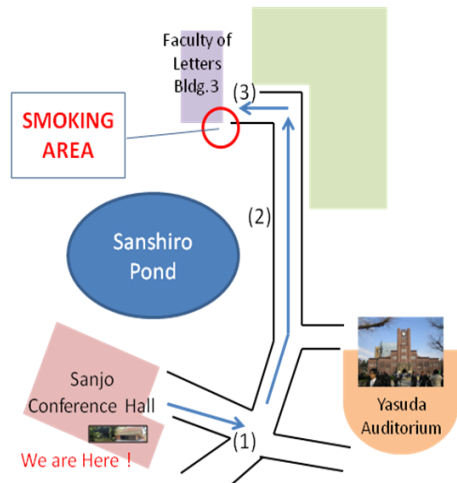 Faculty of
Letters
Bldg.3
(3)
SMOKING
AREA
(2)
Sanshiro
Pond
Sanjo
Conference Hall
Yasuda
Auditorium
(1)
We are Here !